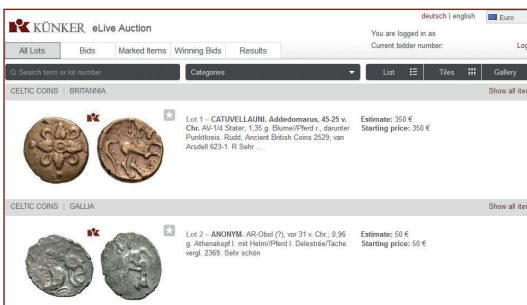 deutsch | english
Euro
KÜNKER eLive Auction
You are logged in as
Current bidder number:
Log
All Lots
Bids
Marked Items
Winning Bids
Results
Search term or lot number
Categories
List
Tiles
Gallery
CELTIC COINS | BRITANNIA
Show all iter
Lot 1 – CATUVELLAUNI. Addedomarus, 45-25 v.
Chr. AV-1/4 Stater; 1,35 g. Blume//Pferd r., darunter
Punktkreis. Rudd, Ancient British Coins 2529; van
Arsdell 623-1. R Sehr ...
Estimate: 350 €
Starting price: 350 €
CELTIC COINS | GALLIA
Show all iter
Lot 2 – ANONYM. AR-Obol (?), vor 31 v. Chr.; 0,96
g. Athenakopf l. mit Helm//Pferd l. Delestrée/Tache
vergl. 2369. Sehr schön
Estimate: 50 €
Starting price: 50 €